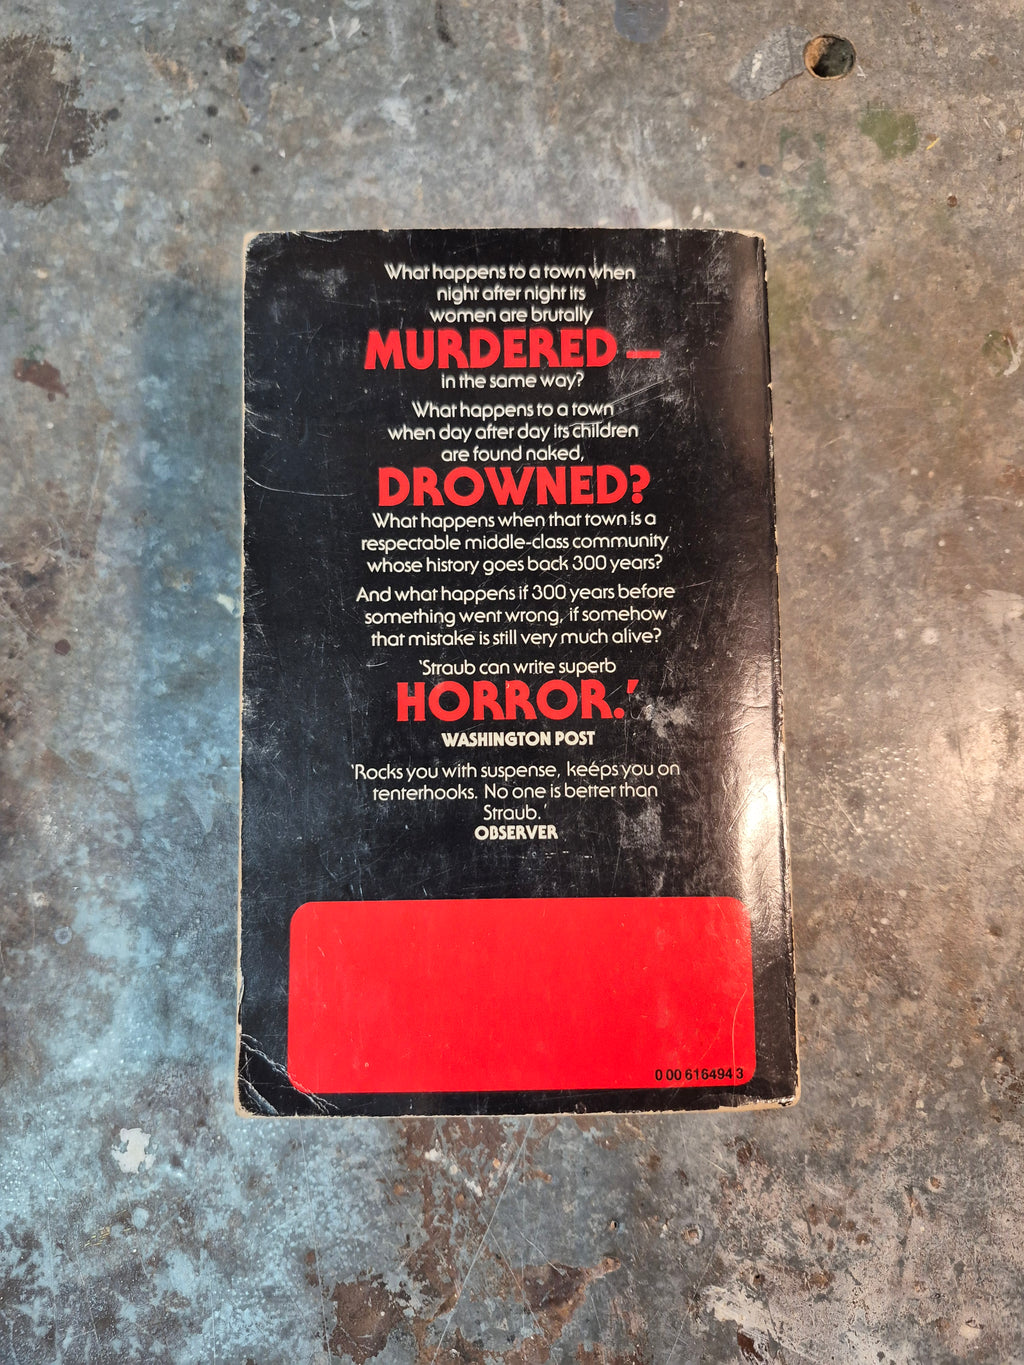 What happens to a town when
night after night its
women are brutally
MURDERED —
in the same way?
What happens to a town
when day after day its children
are found naked,
DROWNED?
What happens when that town is a
respectable middle-class community
whose history goes back 300 years?
And what happens if 300 years before
something went wrong, if somehow
that mistake is still very much alive?
'Straub can write superb
HORROR.'
WASHINGTON POST
'Rocks you with suspense, keeps you on
tenterhooks. No one is better than
Straub.'
OBSERVER
0 00 616494 3